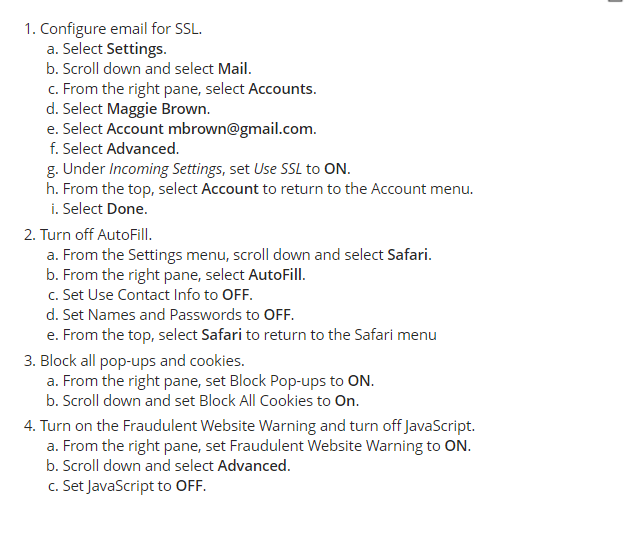 1. Configure email for SSL.
a. Select Settings.
b. Scroll down and select Mail.
c. From the right pane, select Accounts.
d. Select Maggie Brown.
e. Select Account mbrown@gmail.com.
f. Select Advanced.
g. Under Incoming Settings, set Use SSL to ON.
h. From the top, select Account to return to the Account menu.
i. Select Done.
2. Turn off AutoFill.
a. From the Settings menu, scroll down and select Safari.
b. From the right pane, select AutoFill.
c. Set Use Contact Info to OFF.
d. Set Names and Passwords to OFF.
e. From the top, select Safari to return to the Safari menu
3. Block all pop-ups and cookies.
a. From the right pane, set Block Pop-ups to ON.
b. Scroll down and set Block All Cookies to On.
4. Turn on the Fraudulent Website Warning and turn off JavaScript.
a. From the right pane, set Fraudulent Website Warning to ON.
b. Scroll down and select Advanced.
c. Set JavaScript to OFF.